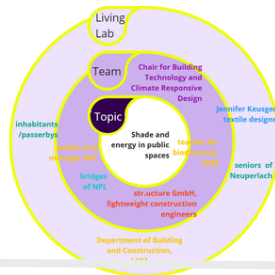 Living
Lab
Team
Chair for Building
Technology and
Climate Responsive
Design
Topic
Jennifer Keusgen
textile designe
inhabitants
/passerbys
Shade and
energy in public
spaces
seniors of
Neuperlach
bridges
of NPL
str.ucture GmbH,
lightweight construction
engineers
Department of Building
and Construction,